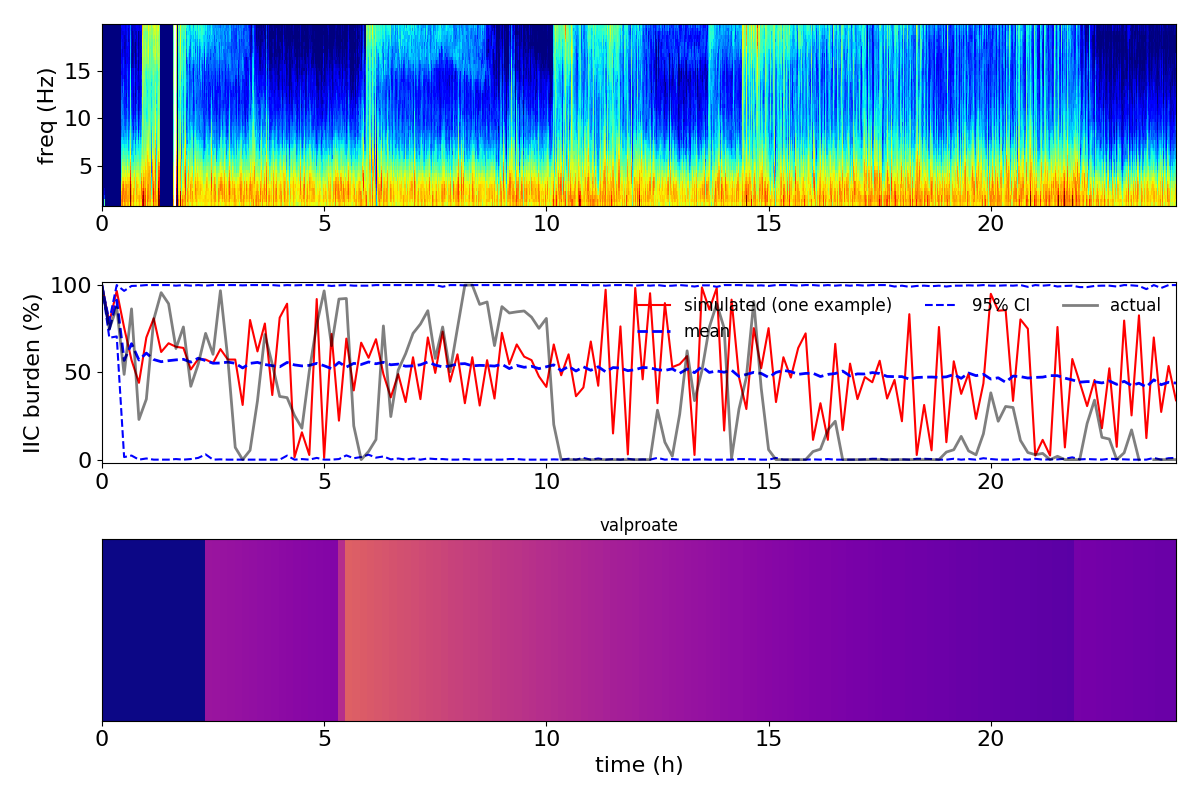 freq (Hz)
15
10
5
0 5 10 15 20
IIC burden (%)
100
50
0
simulated (one example) 95% CI actual
mean
0 5 10 15 20
valproate
0 5 10 15 20
time (h)